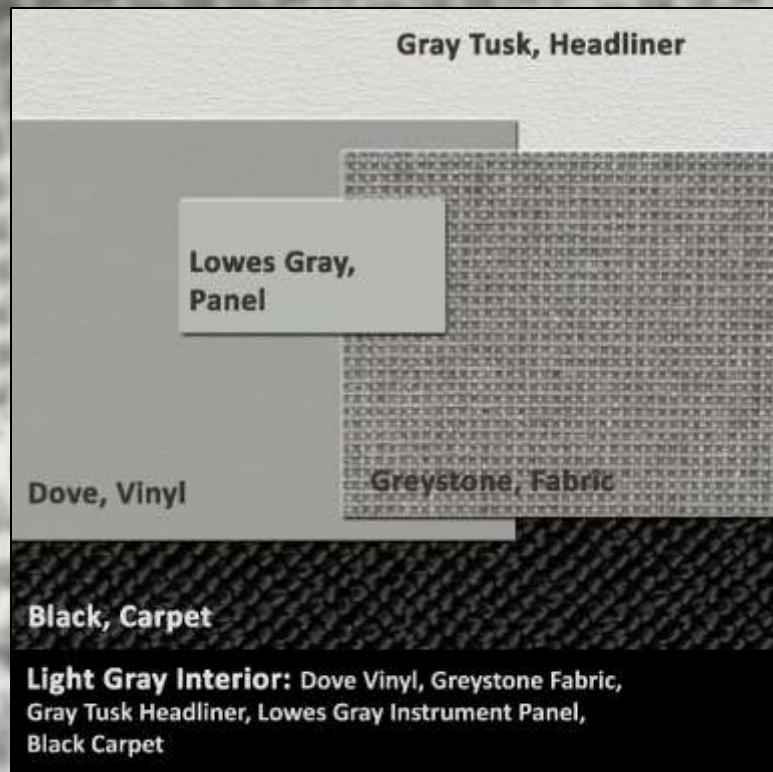 Gray Tusk, Headliner
Lowes Gray,
Panel
Dove, Vinyl
Greystone, Fabric
Black, Carpet
Light Gray Interior: Dove Vinyl, Greystone Fabric,
Gray Tusk Headliner, Lowes Gray Instrument Panel,
Black Carpet